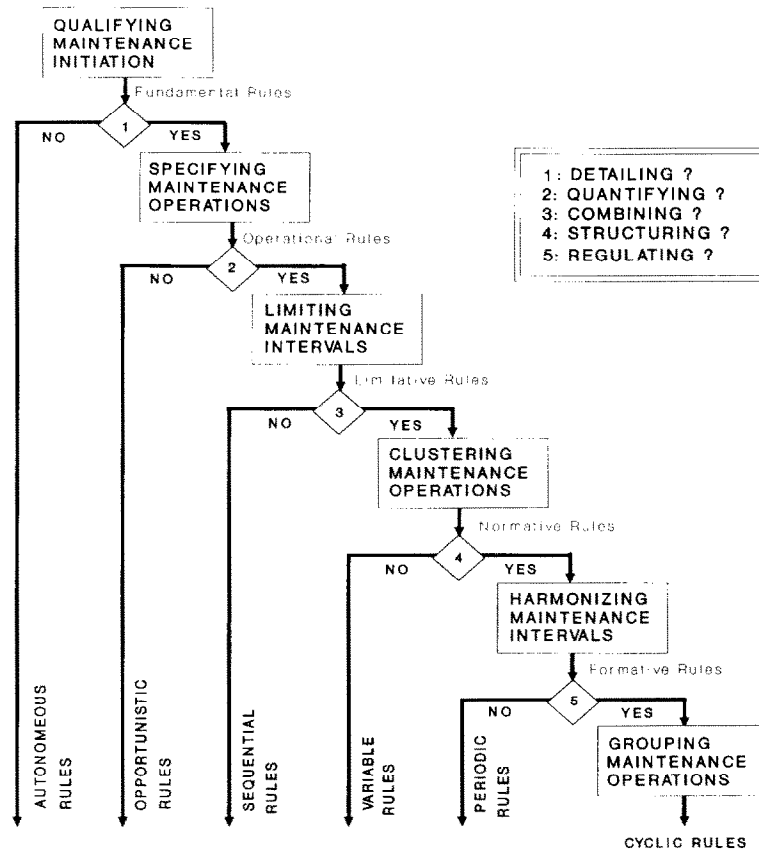 QUALIFYING
MAINTENANCE
INITIATION
Fundamental Rules
1
NO
YES
SPECIFYING
MAINTENANCE
OPERATIONS
1: DETAILING ?
2: QUANTIFYING ?
3: COMBINING ?
4: STRUCTURING ?
5: REGULATING ?
Operational Rules
2
NO
YES
LIMITING
MAINTENANCE
INTERVALS
Limitative Rules
3
NO
YES
CLUSTERING
MAINTENANCE
OPERATIONS
Normative Rules
4
NO
YES
HARMONIZING
MAINTENANCE
INTERVALS
Formative Rules
5
NO
YES
GROUPING
MAINTENANCE
OPERATIONS
AUTONOMEOUS
RULES
OPPORTUNISTIC
RULES
SEQUENTIAL
RULES
VARIABLE
RULES
PERIODIC
RULES
CYCLIC RULES